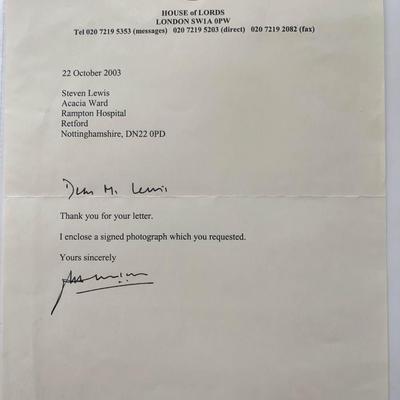 HOUSE of LORDS
LONDON SW1A 0PW
Tel 020 7219 5353 (messages) 020 7219 5203 (direct) 020 7219 2082 (fax)
22 October 2003
Steven Lewis
Acacia Ward
Rampton Hospital
Retford
Nottinghamshire, DN22 0PD
Dear Mr Lewis
Thank you for your letter.
I enclose a signed photograph which you requested.
Yours sincerely